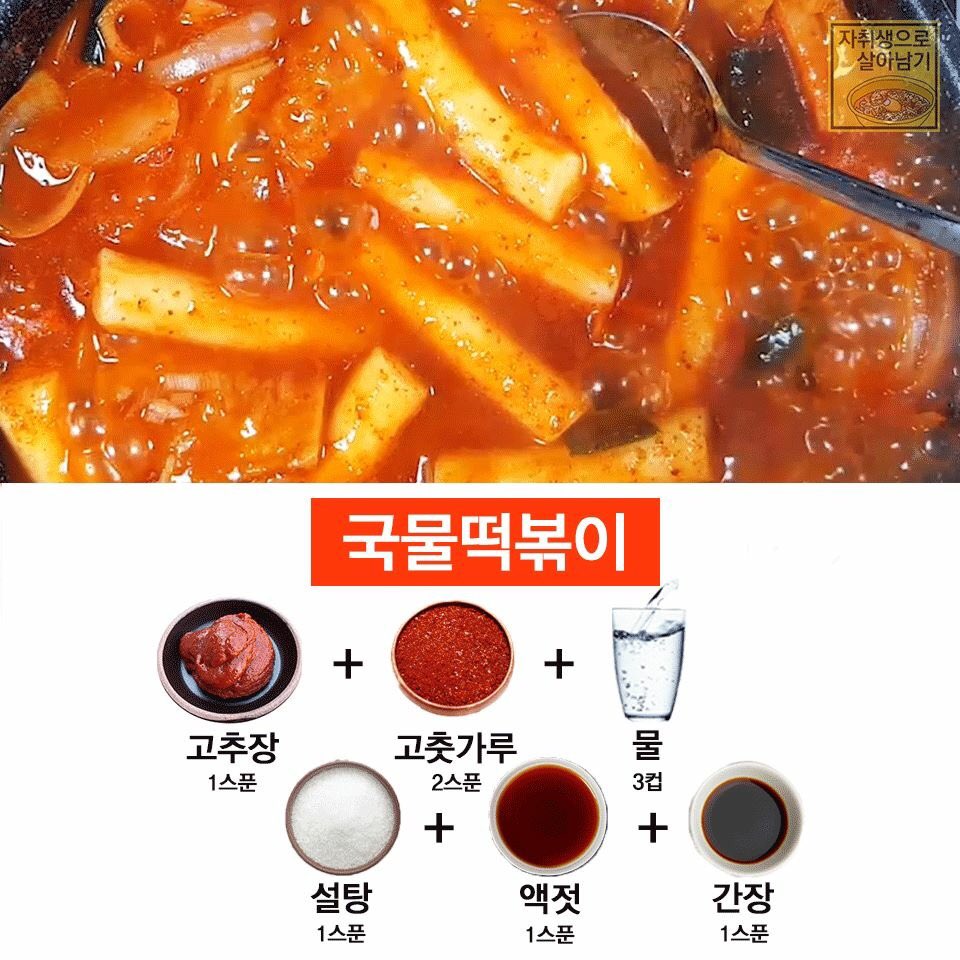 자취생으로
살아남기
국물떡볶이
+ +
고추장 고춧가루 물
1스푼 2스푼 3컵
+ +
설탕 액젓 간장
1스푼 1스푼 1스푼